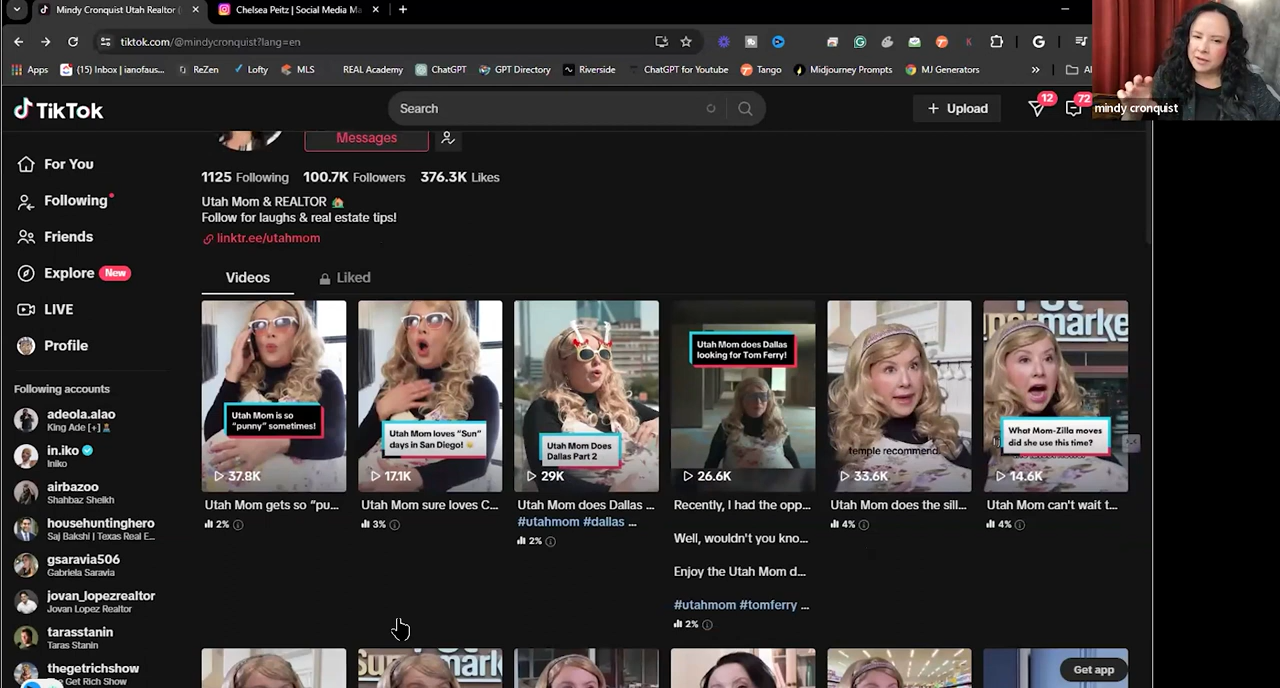 Mindy Cronquist Utah Realtor (
Chelsea Peitz | Social Media Ma
tiktok.com/@mindycronquist?lang=en
Apps
(15) Inbox | ianofaus...
ReZen
Lofty
MLS
REAL Academy
ChatGPT
GPT Directory
Riverside
ChatGPT for Youtube
Tango
Midjourney Prompts
MJ Generators
mindy cronquist
TikTok
Search
+ Upload
12
72
For You
Following
Friends
Explore New
LIVE
Profile
Following accounts
adeola.alao
King Ade [+]
in.iko
Iniko
airbazoo
Shahbaz Sheikh
househuntinghero
Saj Bakshi | Texas Real E...
gsaravia506
Gabriela Saravia
jovan_lopezrealtor
Jovan Lopez Realtor
tarasstanin
Taras Stanin
thegetrichshow
The Get Rich Show
Messages
1125 Following 100.7K Followers 376.3K Likes
Utah Mom & REALTOR
Follow for laughs & real estate tips!
linktr.ee/utahmom
Videos
Liked
Utah Mom is so
"punny" sometimes!
37.8K
Utah Mom gets so "pu...
2%
Utah Mom loves "Sun"
days in San Diego!
17.1K
Utah Mom sure loves C...
3%
Utah Mom Does
Dallas Part 2
29K
Utah Mom does Dallas ...
#utahmom #dallas ...
2%
Utah Mom does Dallas
looking for Tom Ferry!
26.6K
Recently, I had the opp...
Well, wouldn't you kno...
Enjoy the Utah Mom d...
#utahmom #tomferry ...
2%
temple recommend.
33.6K
Utah Mom does the sill...
4%
What Mom-Zilla moves
did she use this time?
14.6K
Utah Mom can't wait t...
4%
Get app